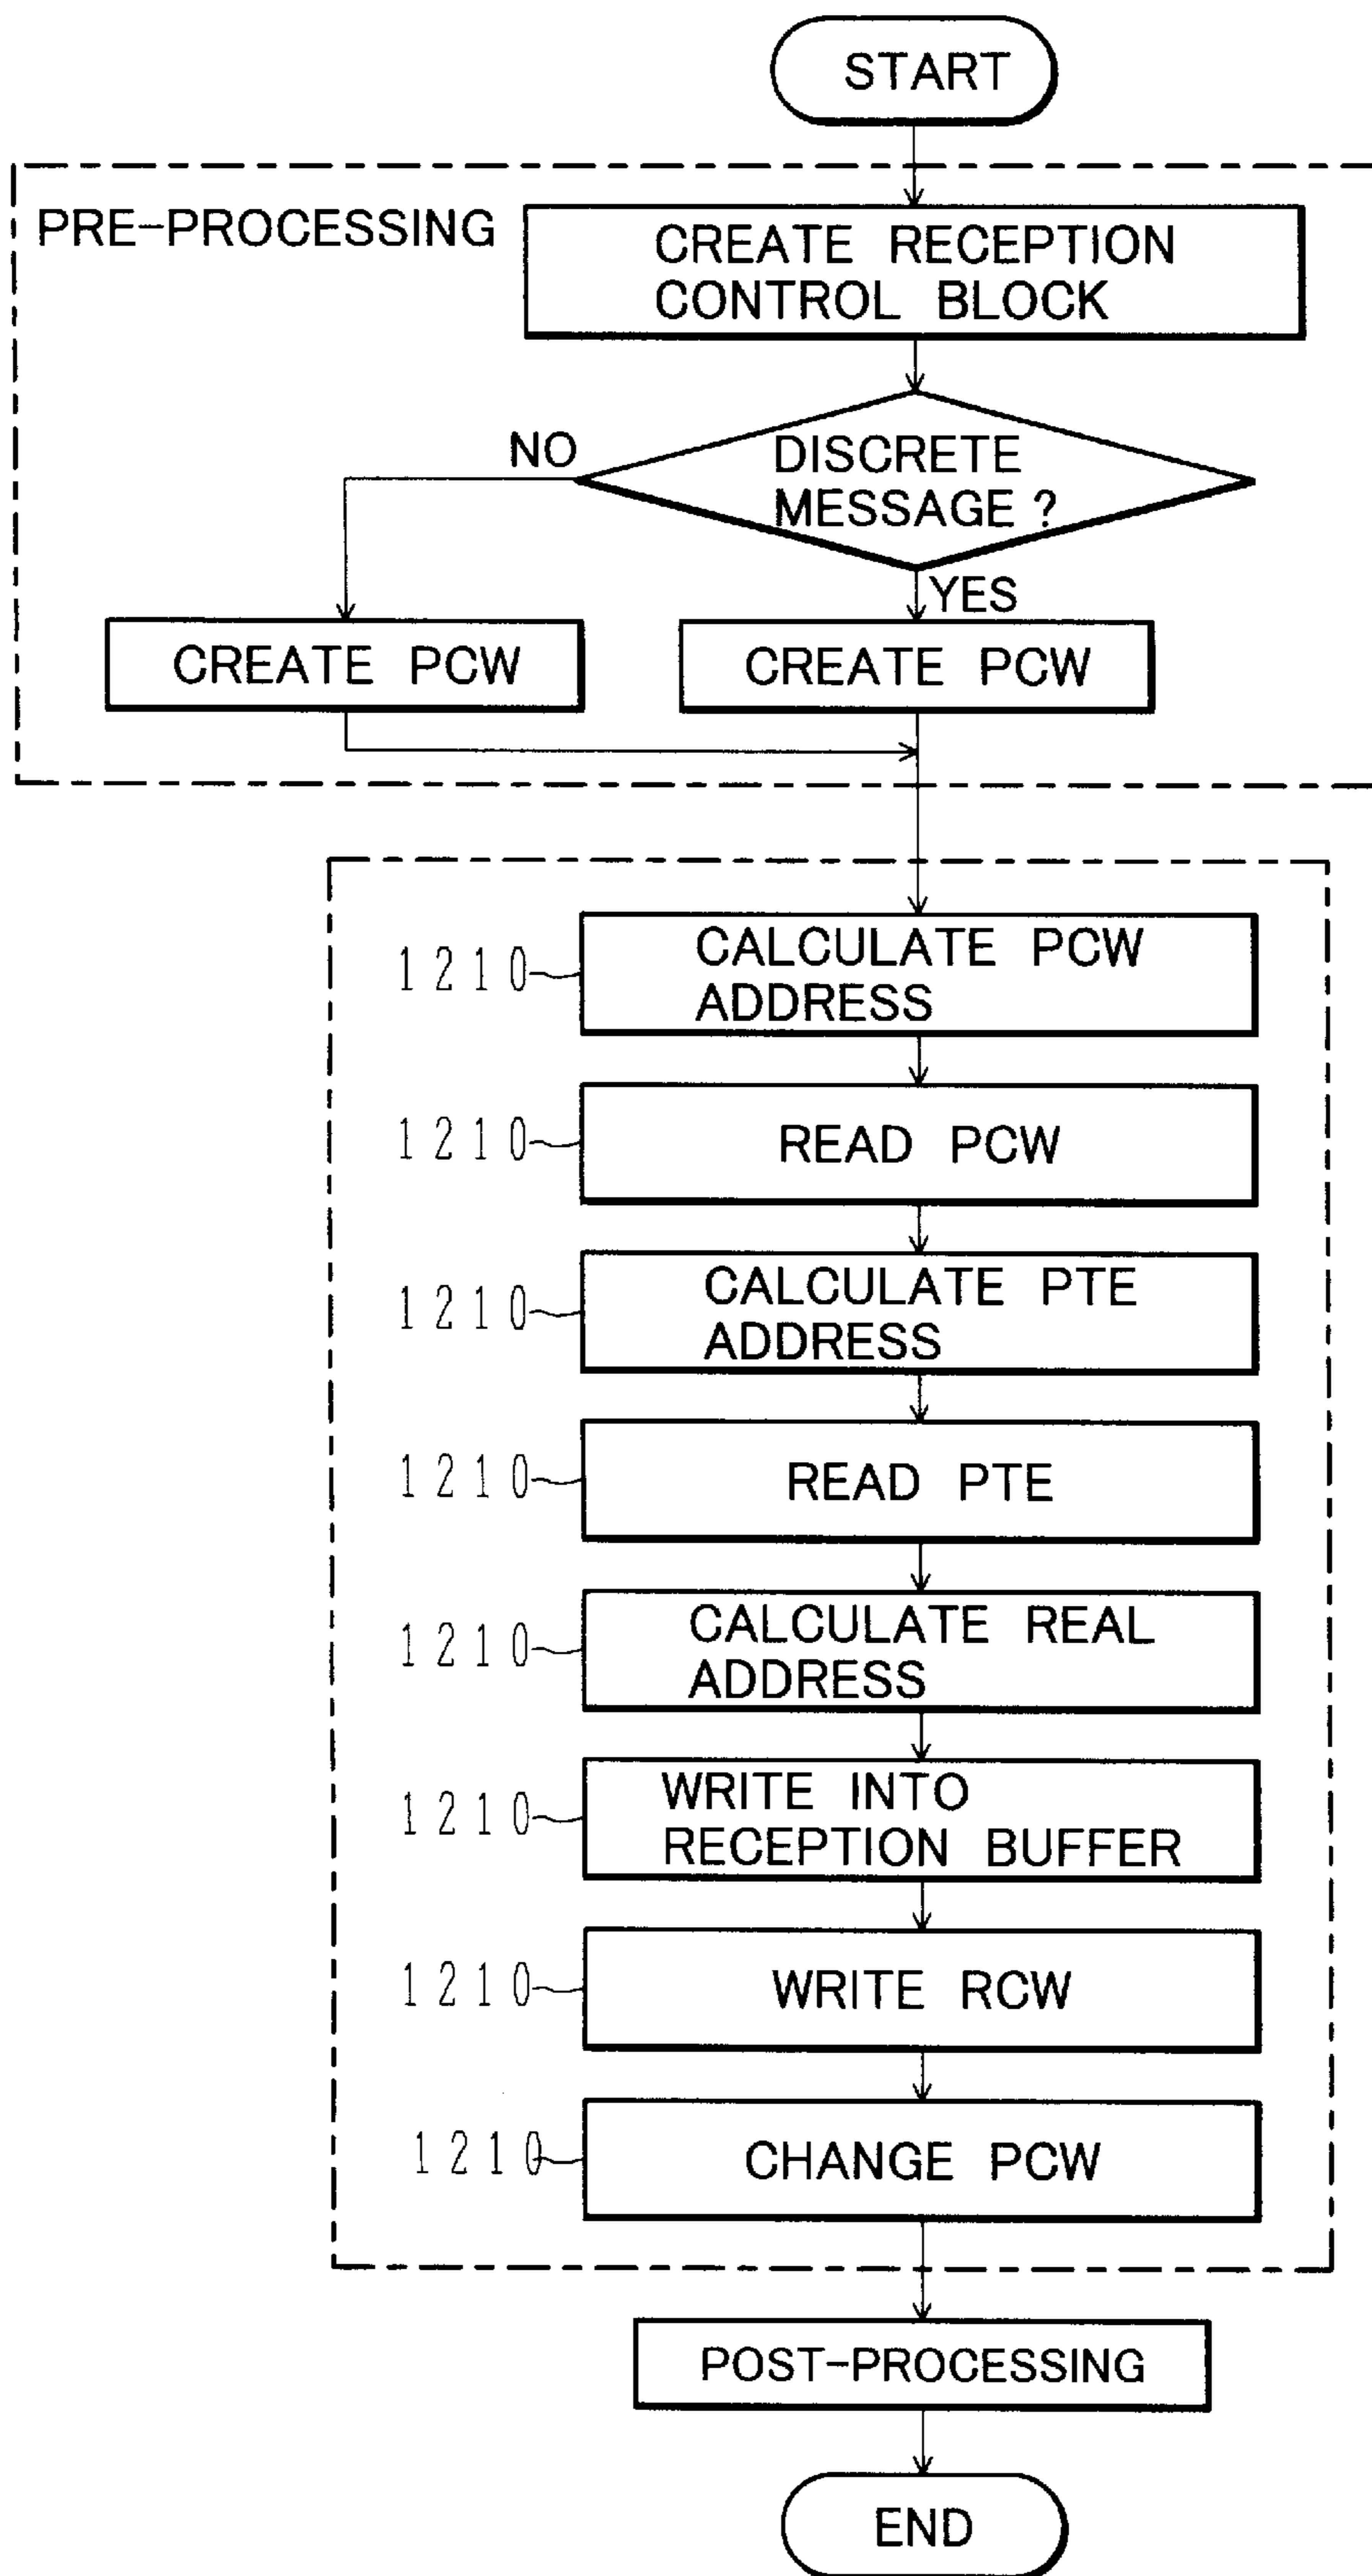 START
PRE-PROCESSING
CREATE RECEPTION
CONTROL BLOCK
DISCRETE
MESSAGE ?
NO
YES
CREATE PCW
CREATE PCW
1210
CALCULATE PCW
ADDRESS
1210
READ PCW
1210
CALCULATE PTE
ADDRESS
1210
READ PTE
1210
CALCULATE REAL
ADDRESS
1210
WRITE INTO
RECEPTION BUFFER
1210
WRITE RCW
1210
CHANGE PCW
POST-PROCESSING
END